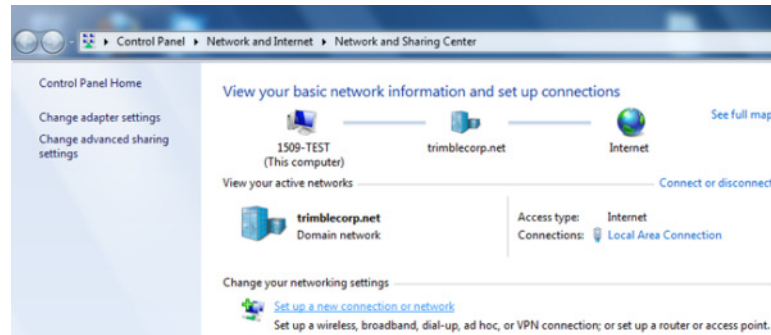 Control Panel Network and Internet Network and Sharing Center
Control Panel Home
Change adapter settings
Change advanced sharing
settings
View your basic network information and set up connections
See full map
1509-TEST
(This computer)
trimblecorp.net
Internet
View your active networks
Connect or disconnect
trimblecorp.net
Domain network
Access type: Internet
Connections: Local Area Connection
Change your networking settings
Set up a new connection or network
Set up a wireless, broadband, dial-up, ad hoc, or VPN connection; or set up a router or access point.